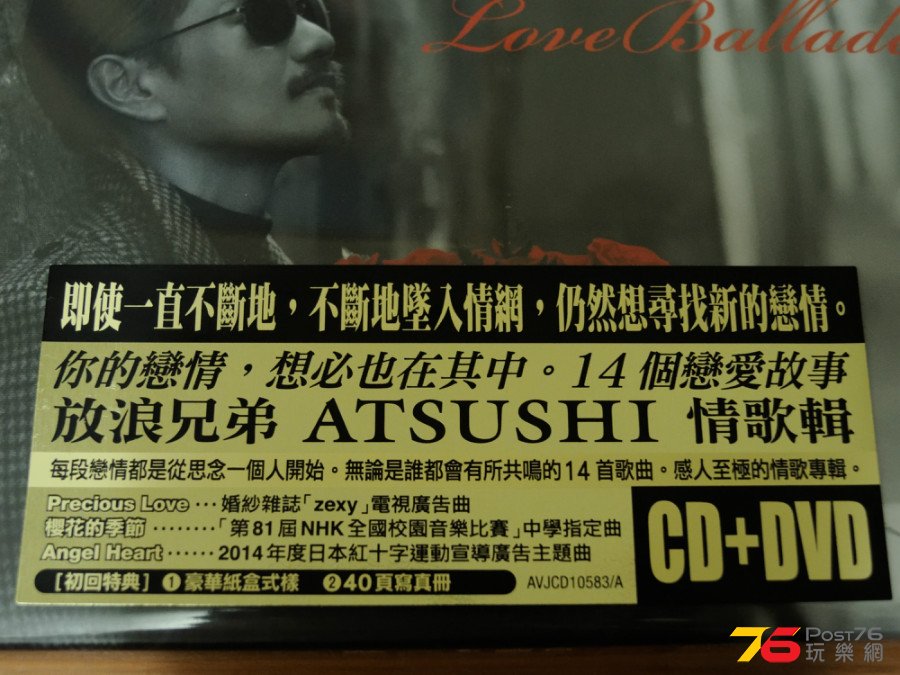 Love Ballade
即使一直不斷地，不斷地墜入情網，仍然想尋找新的戀情。
你的戀情，想必也在其中。14個戀愛故事
放浪兄弟 ATSUSHI 情歌輯
每段戀情都是從思念一個人開始。無論是誰都會有所共鳴的14首歌曲。感人至極的情歌專輯。
Precious Love…婚紗雜誌「zexy」電視廣告曲
櫻花的季節………「第81屆NHK全國校園音樂比賽」中學指定曲
Angel Heart……2014年度日本紅十字運動宣導廣告主題曲
[初回特典] ❶豪華紙盒式樣 ❷40頁寫真冊
AVJCD10583/A
CD+DVD
76 POST76
玩樂網